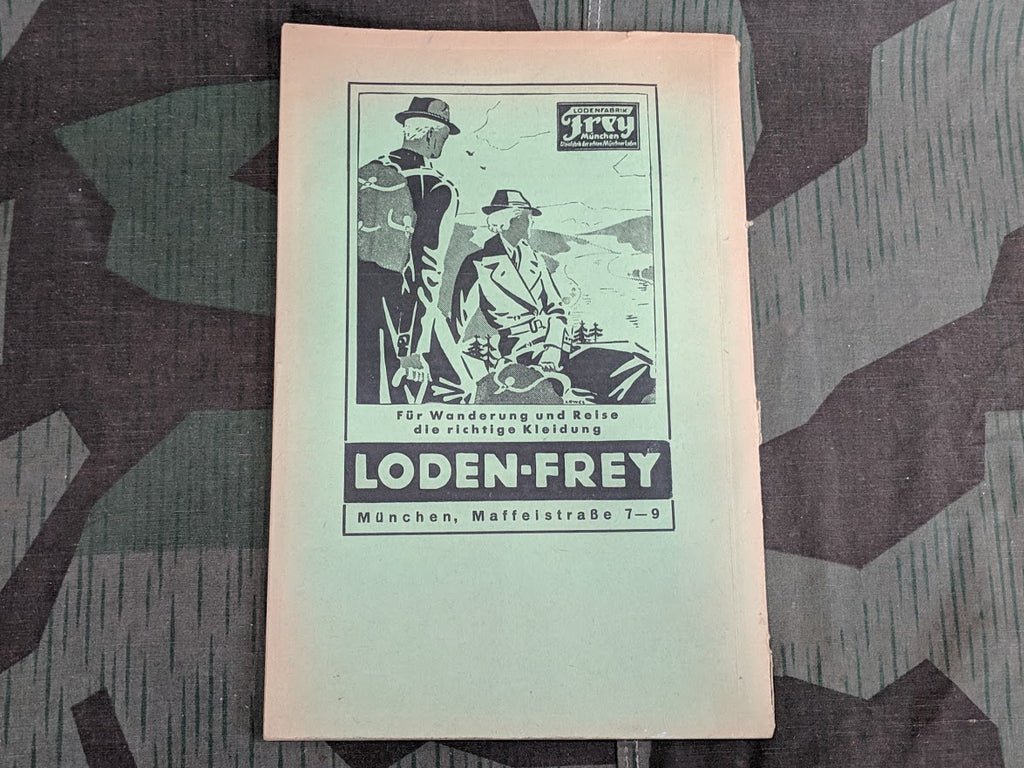 LODENFABRIK
Frey
München
Für Wanderung und Reise
die richtige Kleidung
LODEN-FREY
München, Maffeistraße 7—9